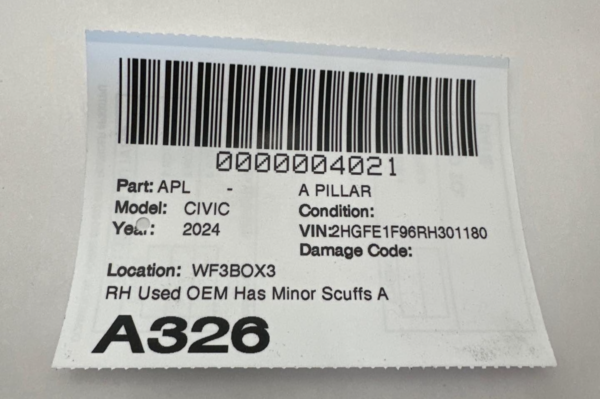 0000004021
Part: APL - A PILLAR
Model: CIVIC Condition:
Year: 2024 VIN:2HGFE1F96RH301180
Damage Code:
Location: WF3BOX3
RH Used OEM Has Minor Scuffs A
A326